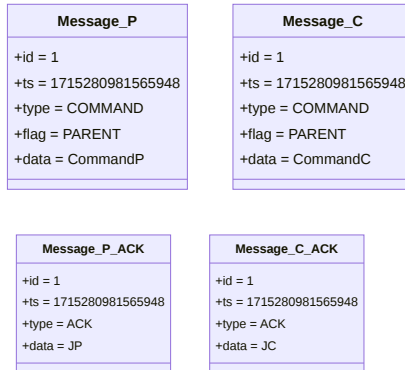 Message_P
+id = 1
+ts = 1715280981565948
+type = COMMAND
+flag = PARENT
+data = CommandP
Message_C
+id = 1
+ts = 1715280981565948
+type = COMMAND
+flag = PARENT
+data = CommandC
Message_P_ACK
+id = 1
+ts = 1715280981565948
+type = ACK
+data = JP
Message_C_ACK
+id = 1
+ts = 1715280981565948
+type = ACK
+data = JC